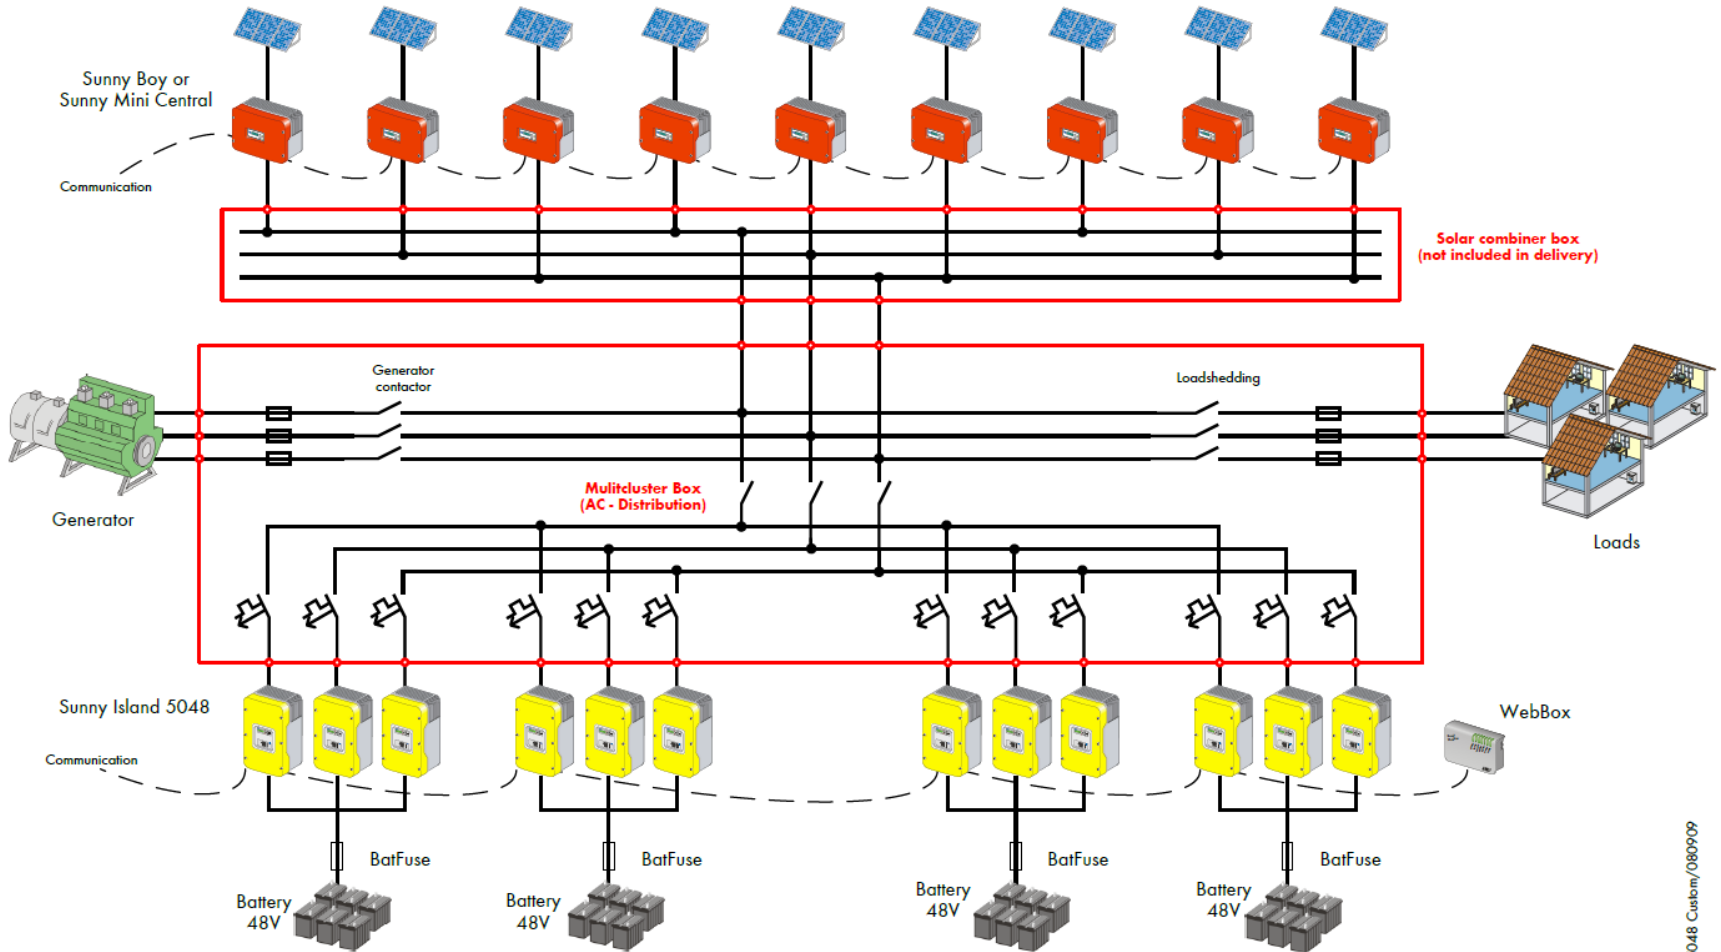 Sunny Boy or
Sunny Mini Central
Communication
Solar combiner box
(not included in delivery)
Generator
contactor
Loadshedding
Mulitcluster Box
(AC - Distribution)
Generator
Loads
Sunny Island 5048
WebBox
Communication
BatFuse
BatFuse
BatFuse
BatFuse
Battery
48V
Battery
48V
Battery
48V
Battery
48V
048 Custom/080909